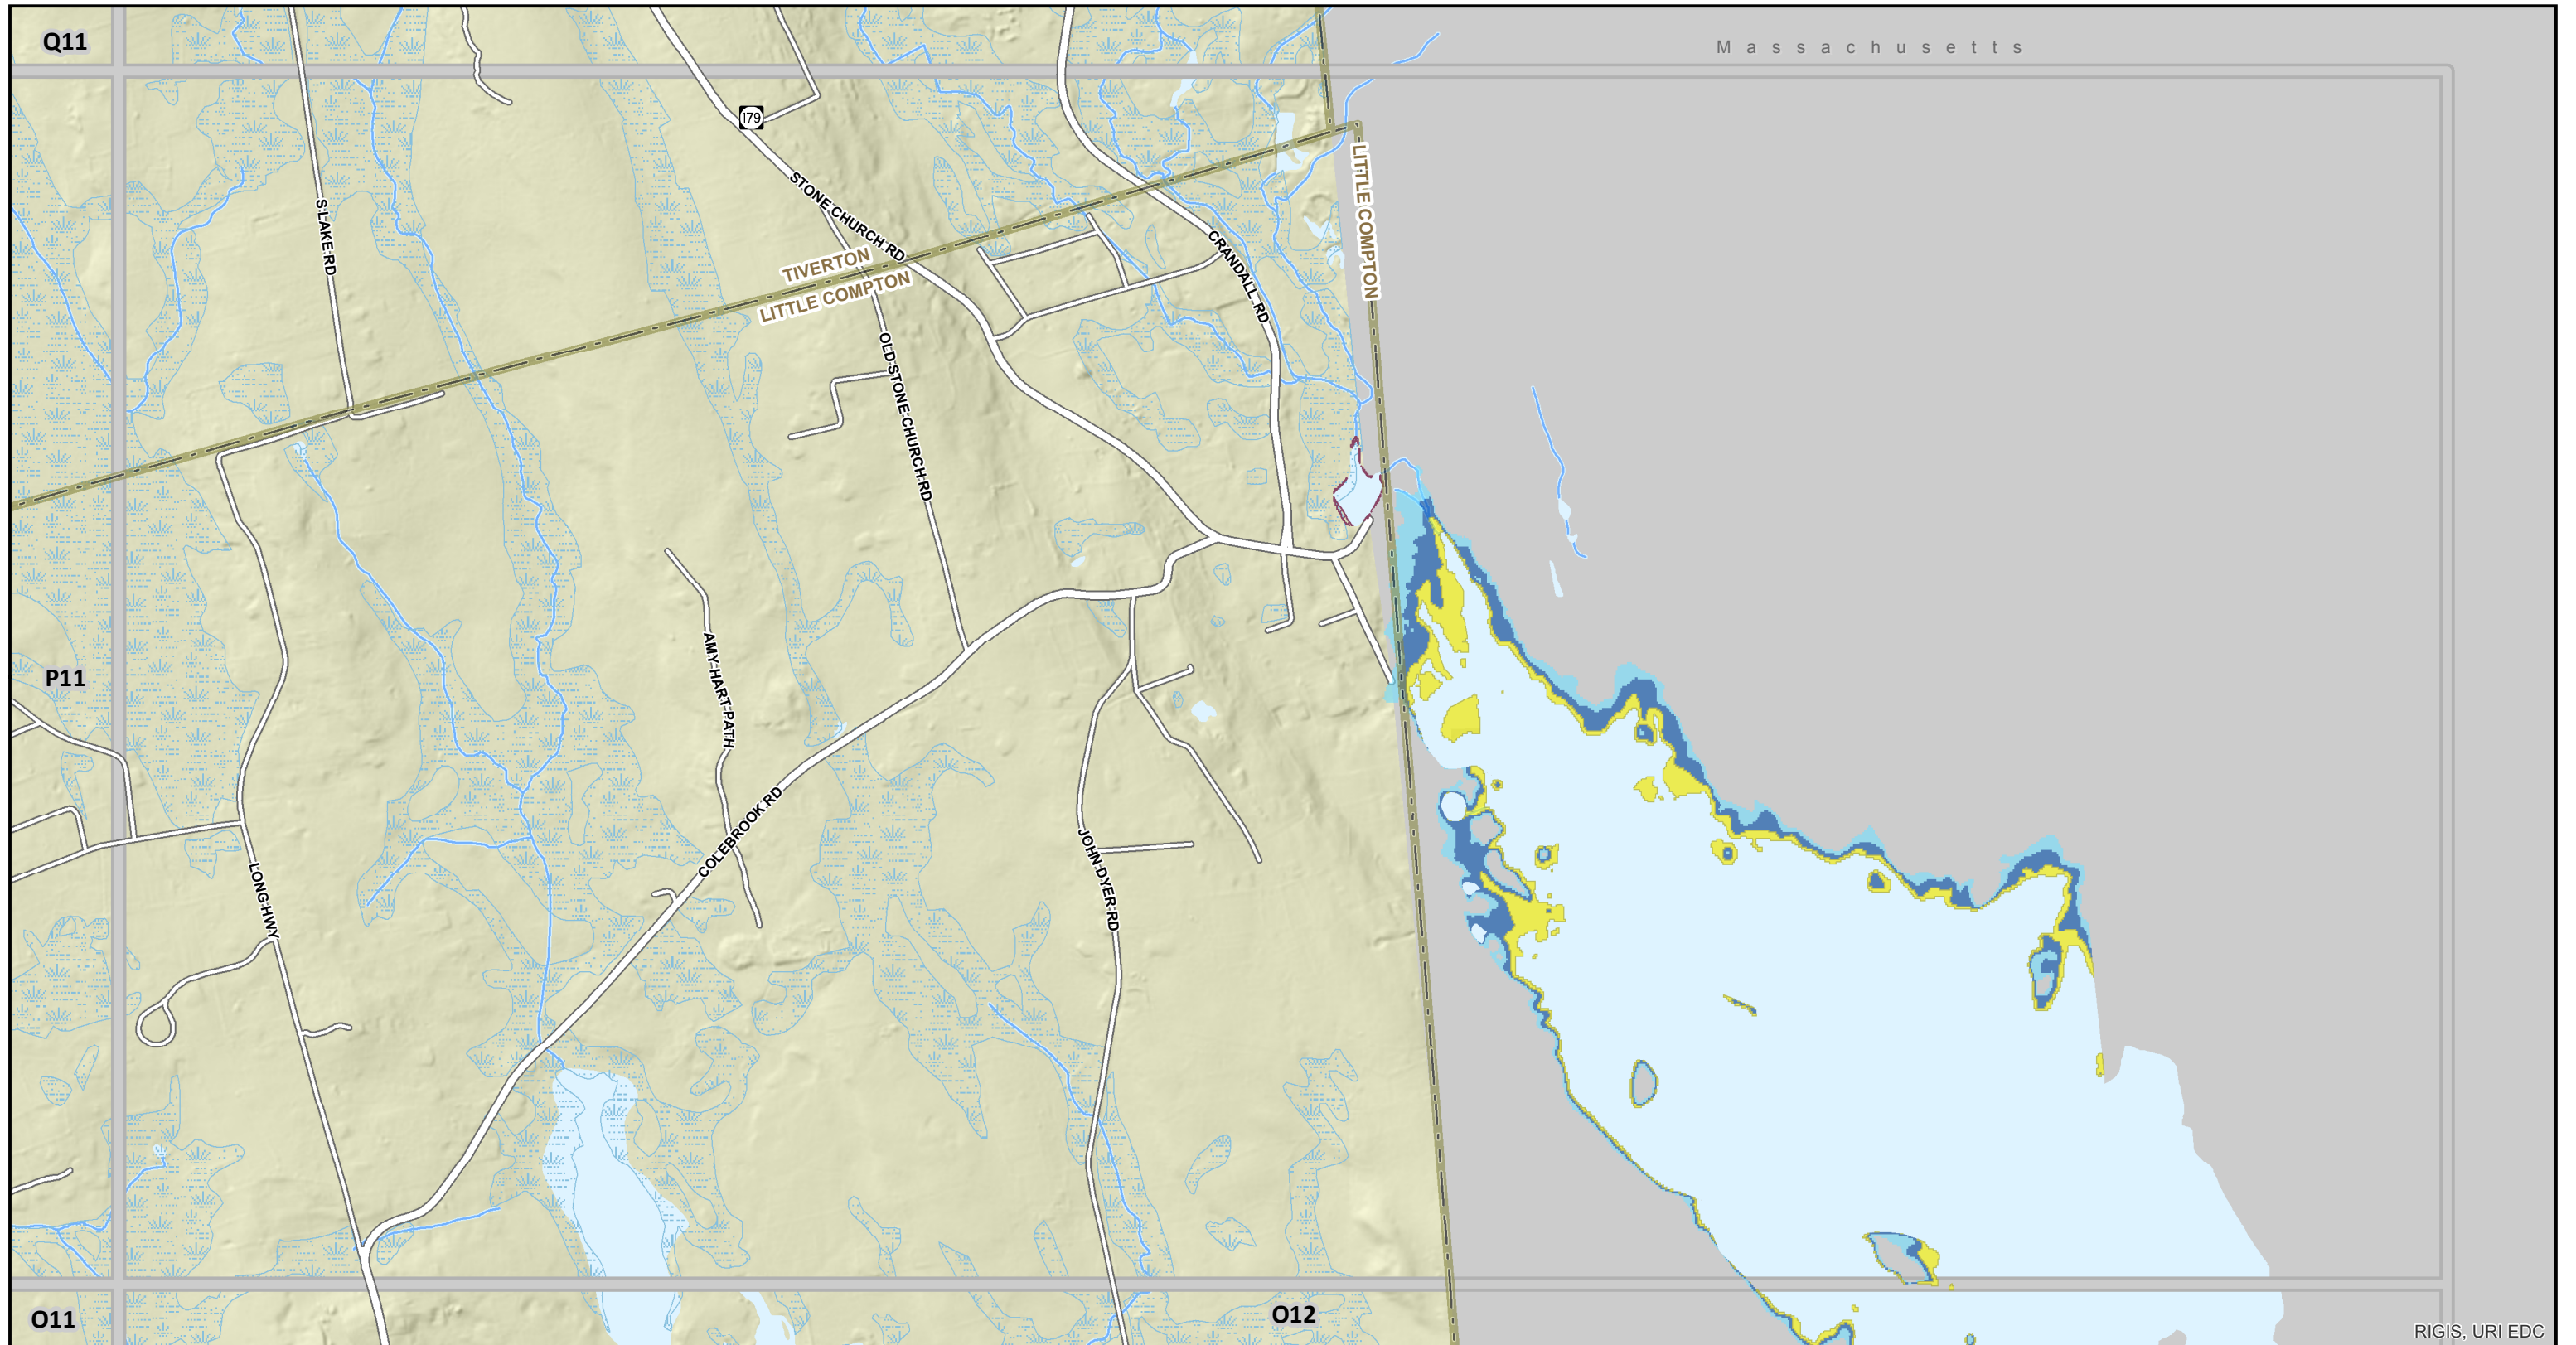 Q11
Massachusetts
179
STONE CHURCH RD
LITTLE COMPTON
S LAKE RD
CRANDALL RD
TIVERTON
LITTLE COMPTON
OLD STONE CHURCH RD
P11
AMY HART PATH
COLEBROOK RD
JOHN DYER RD
LONG HWY
O11
O12
RIGIS, URI EDC